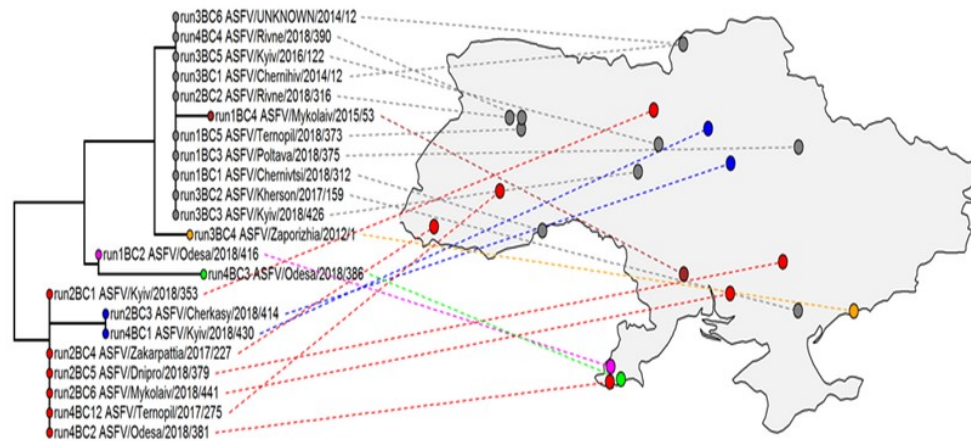 run3BC6 ASFV/UNKNOWN/2014/12
run4BC4 ASFV/Rivne/2018/390
run3BC5 ASFV/Kyiv/2016/122
run3BC1 ASFV/Chernihiv/2014/12
run2BC2 ASFV/Rivne/2018/316
run1BC4 ASFV/Mykolaiv/2015/53
run1BC5 ASFV/Ternopil/2018/373
run1BC3 ASFV/Poltava/2018/375
run1BC1 ASFV/Chernivtsi/2018/312
run3BC2 ASFV/Kherson/2017/159
run3BC3 ASFV/Kyiv/2018/426
run3BC4 ASFV/Zaporizhia/2012/1
run1BC2 ASFV/Odesa/2018/416
run4BC3 ASFV/Odesa/2018/386
run2BC1 ASFV/Kyiv/2018/353
run2BC3 ASFV/Cherkasy/2018/414
run4BC1 ASFV/Kyiv/2018/430
run2BC4 ASFV/Zakarpattia/2017/227
run2BC5 ASFV/Dnipro/2018/379
run2BC6 ASFV/Mykolaiv/2018/441
run4BC12 ASFV/Ternopil/2017/275
run4BC2 ASFV/Odesa/2018/381